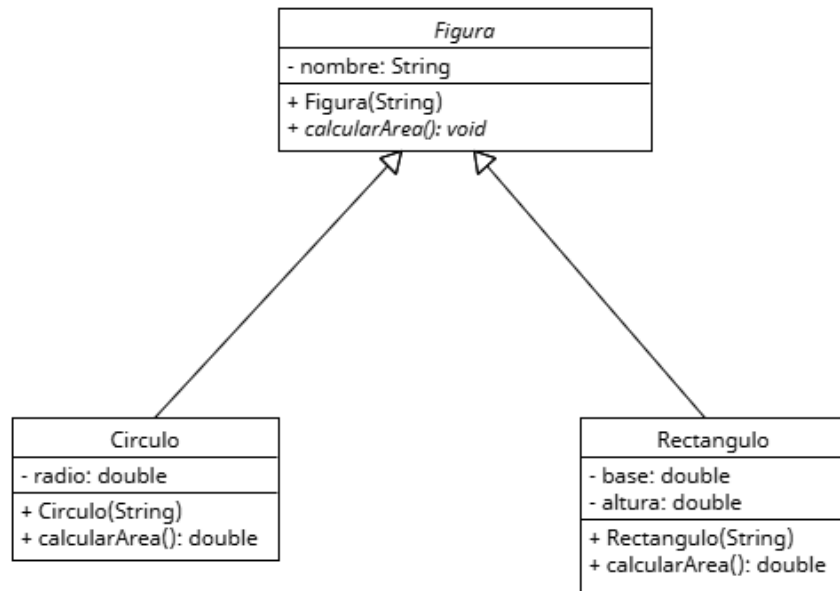 Figura
- nombre: String
+ Figura(String)
+ calcularArea(): void
Circulo
- radio: double
+ Circulo(String)
+ calcularArea(): double
Rectangulo
- base: double
- altura: double
+ Rectangulo(String)
+ calcularArea(): double